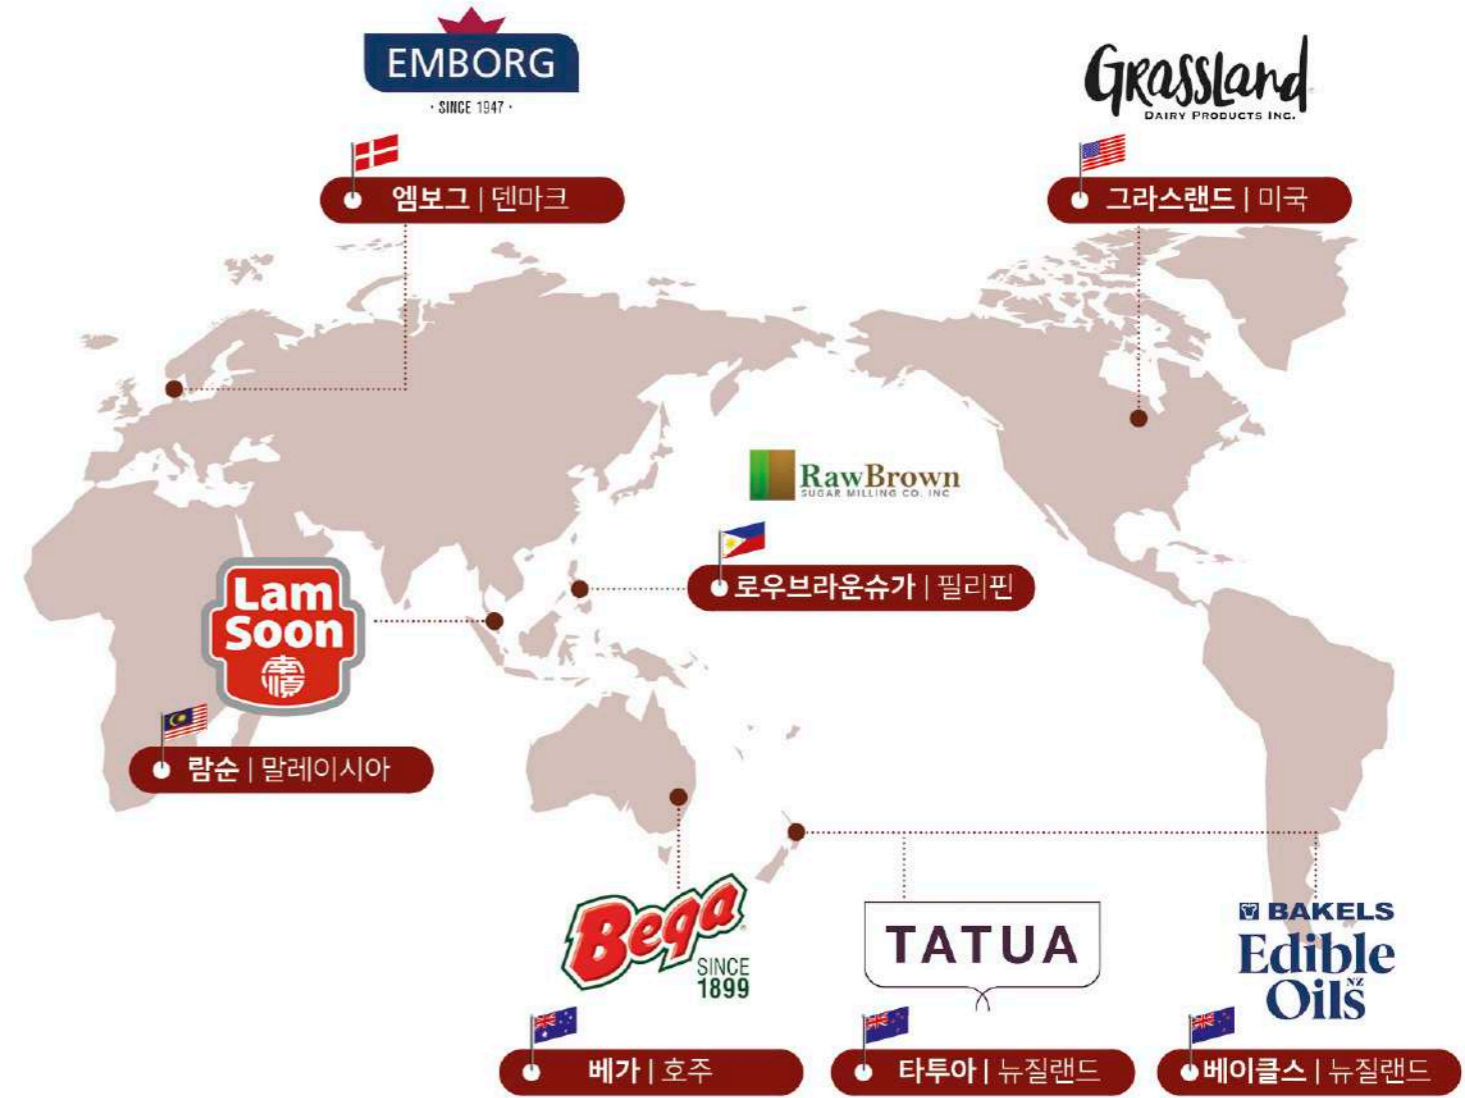 EMBORG
· SINCE 1947 ·
엠보그 | 덴마크
GRassLand
DAIRY PRODUCTS INC.
그라스랜드 | 미국
RawBrown
SUGAR MILLING CO. INC
로우브라운슈가 | 필리핀
Lam
Soon
幸順
람순 | 말레이시아
Bega
SINCE
1899
베가 | 호주
TATUA
타투아 | 뉴질랜드
BAKELS
Edible
Oils
NZ
베이클스 | 뉴질랜드